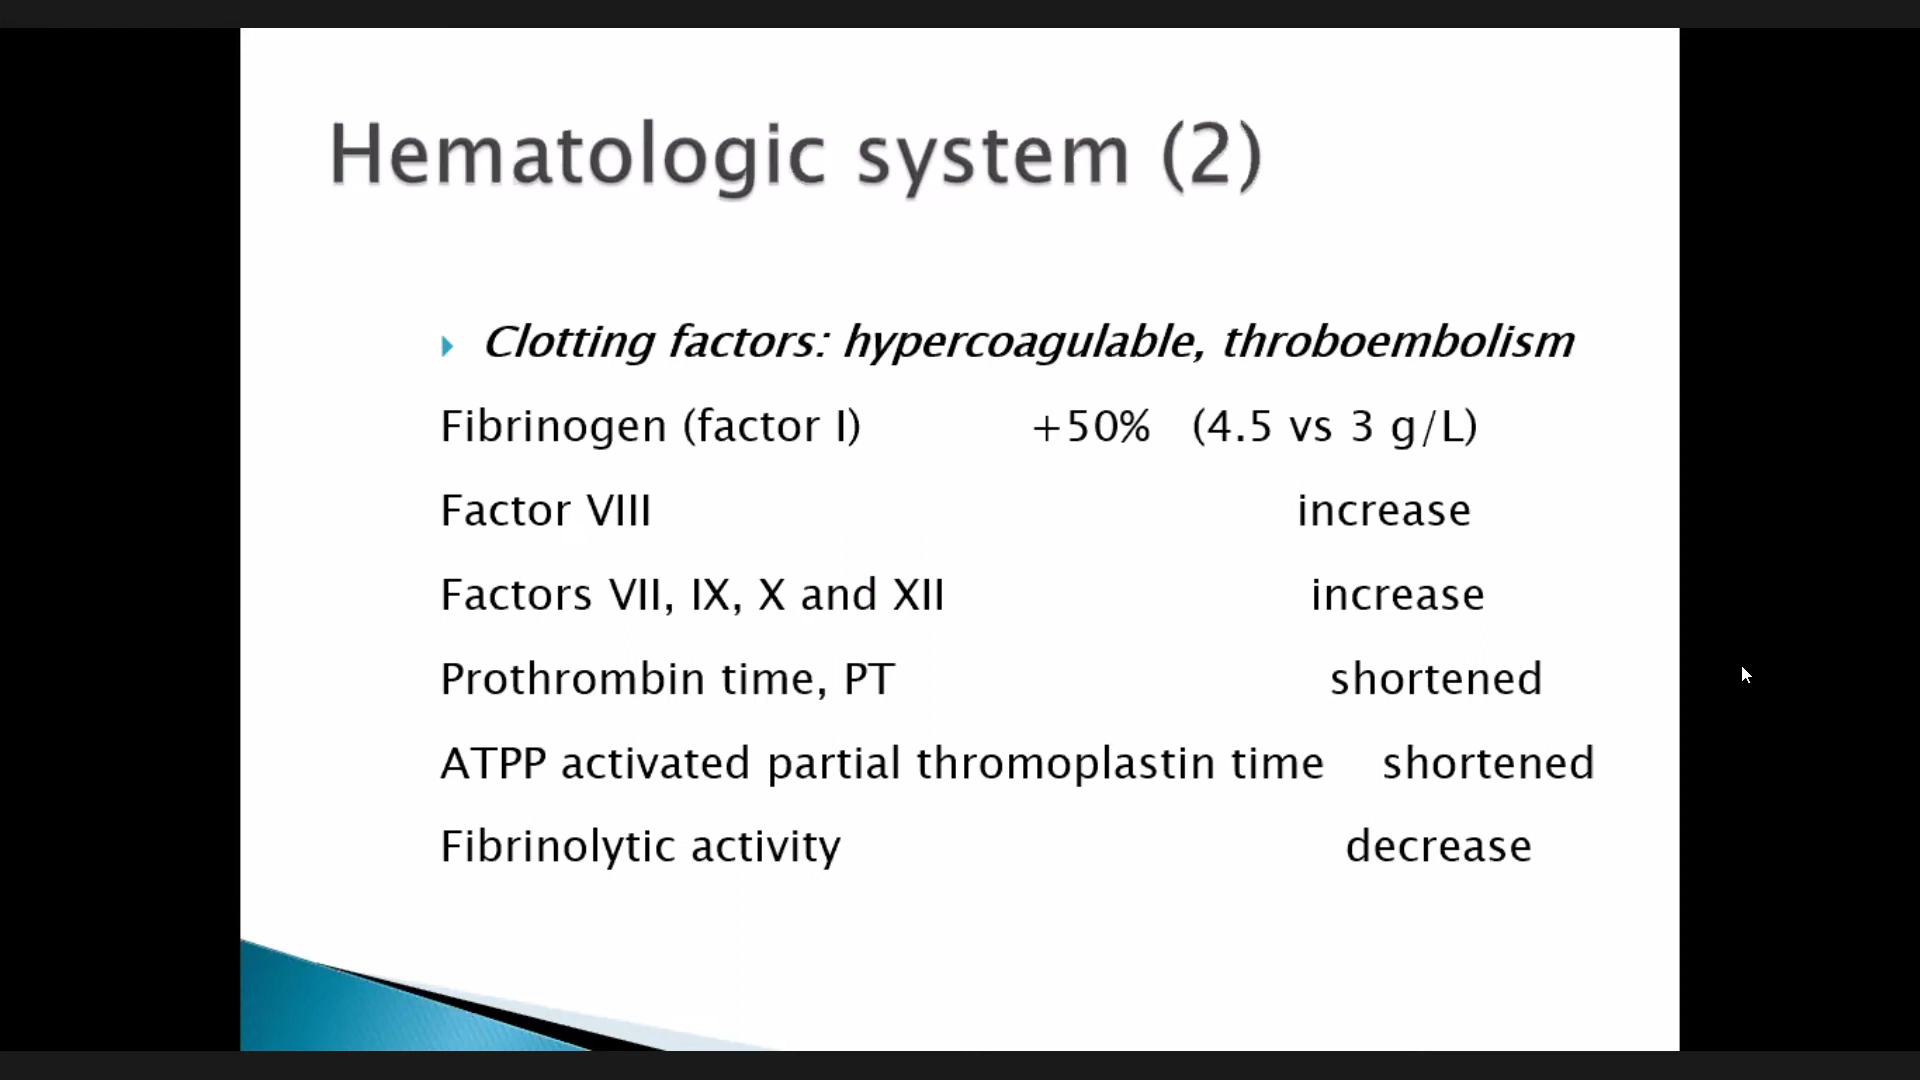 Hematologic system (2)
Clotting factors: hypercoagulable, throboembolism
Fibrinogen (factor I) +50% (4.5 vs 3 g/L)
Factor VIII increase
Factors VII, IX, X and XII increase
Prothrombin time, PT shortened
ATPP activated partial thromoplastin time shortened
Fibrinolytic activity decrease